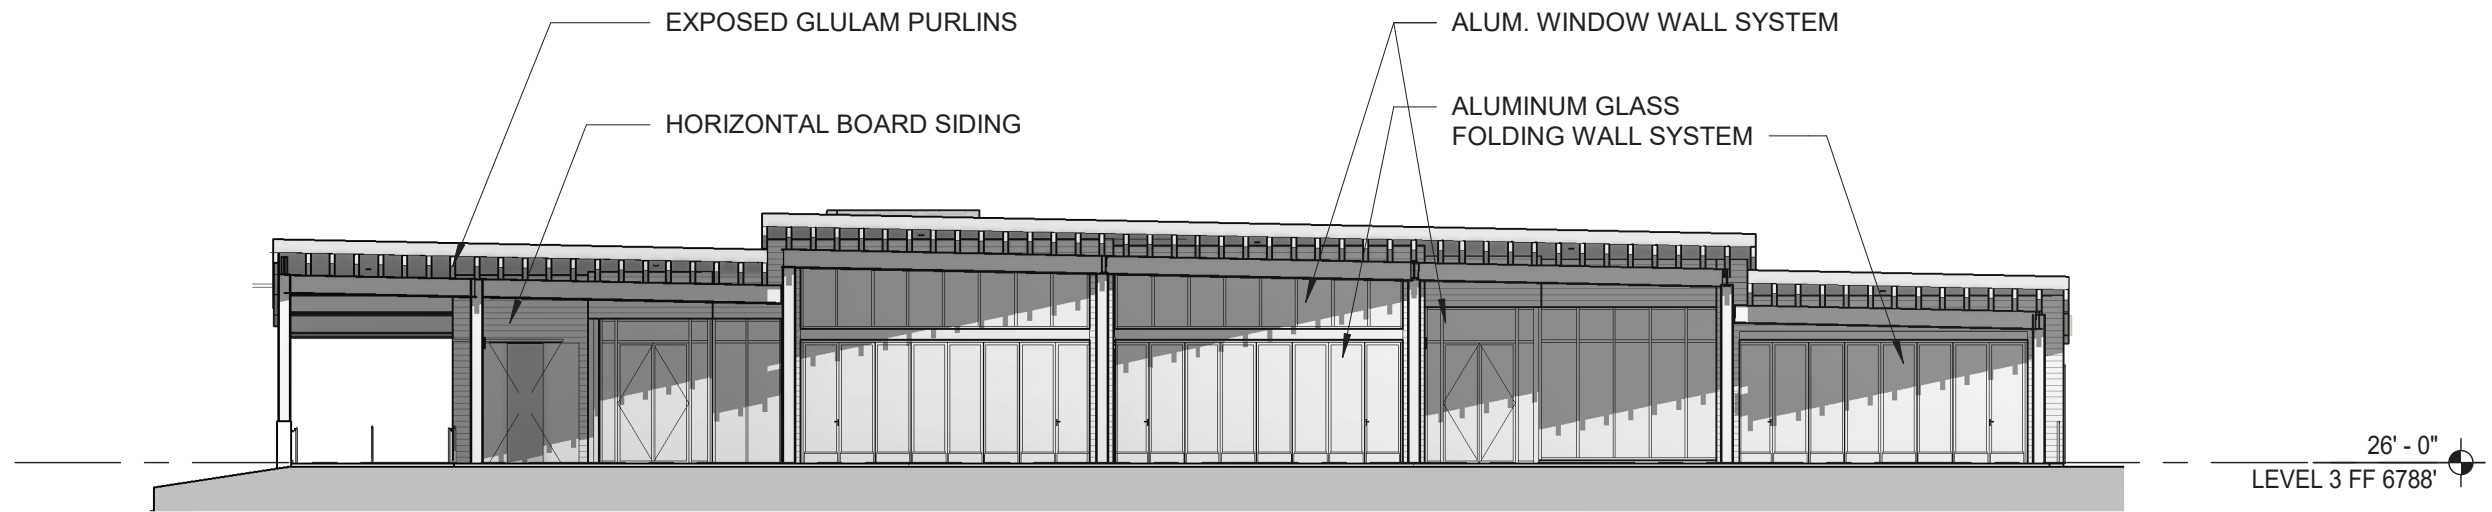 EXPOSED GLULAM PURLINS
HORIZONTAL BOARD SIDING
ALUM. WINDOW WALL SYSTEM
ALUMINUM GLASS
FOLDING WALL SYSTEM
26' - 0"
LEVEL 3 FF 6788'